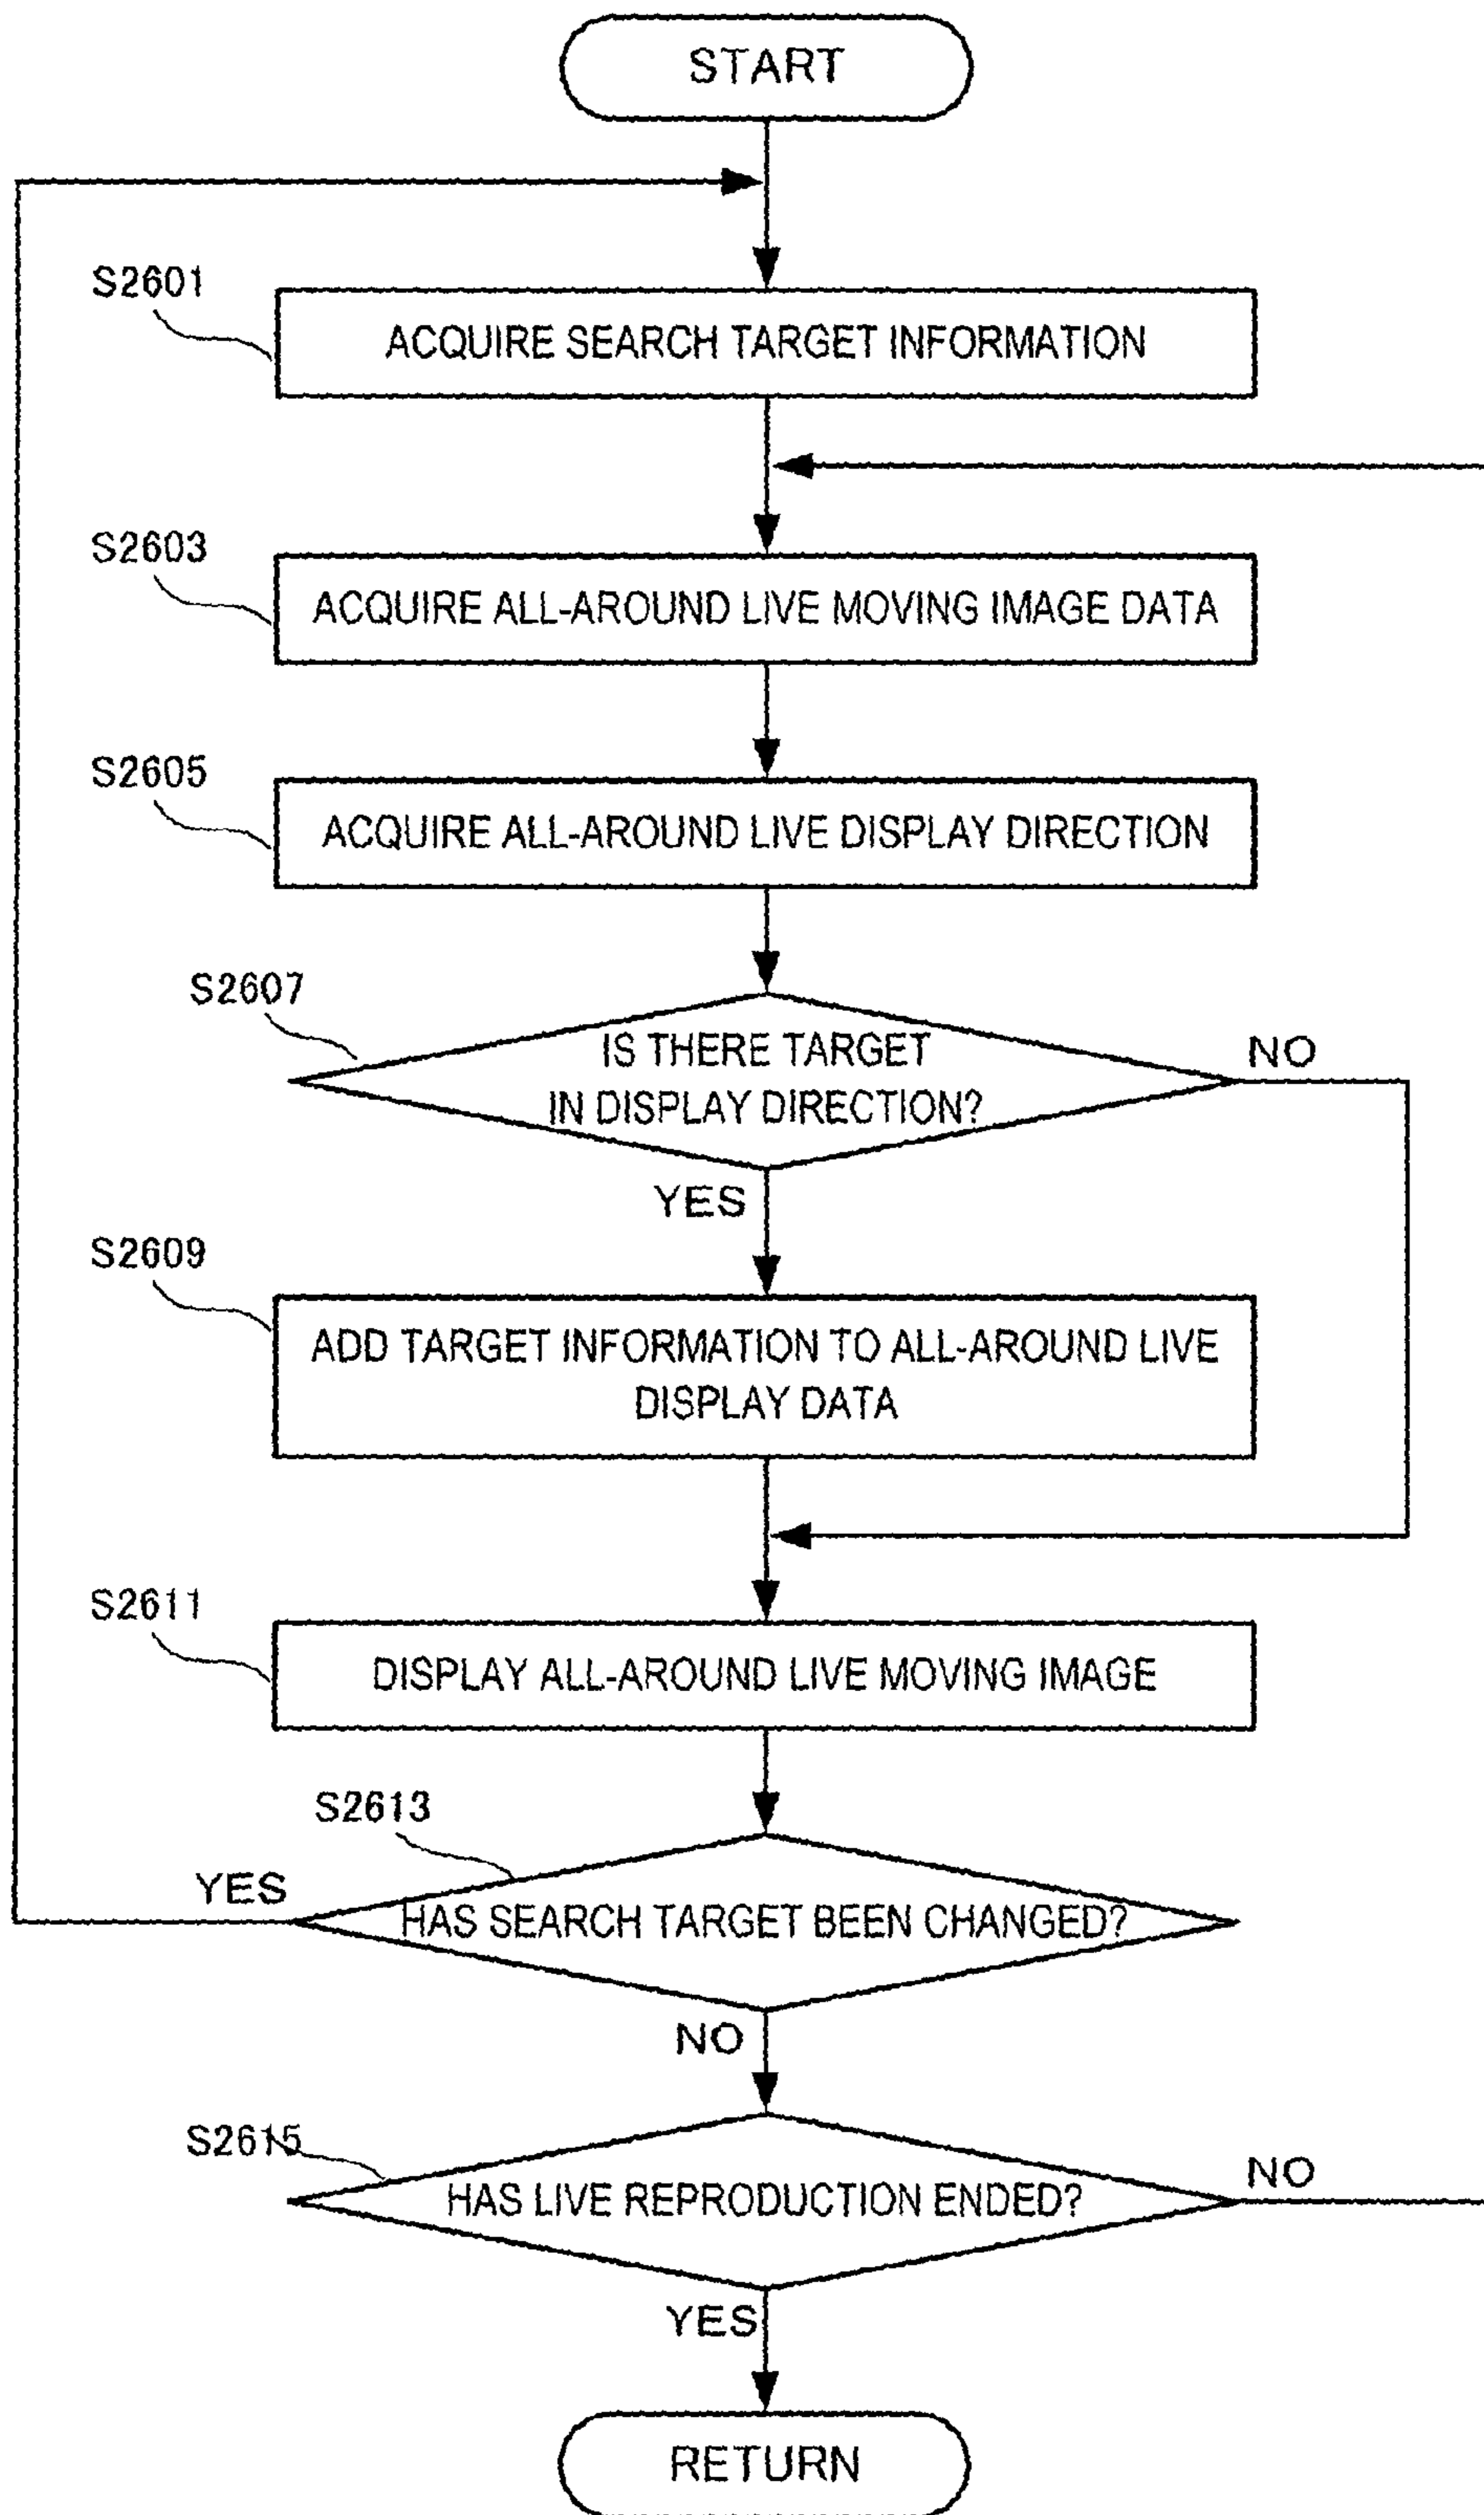 START
S2601
ACQUIRE SEARCH TARGET INFORMATION
S2603
ACQUIRE ALL-AROUND LIVE MOVING IMAGE DATA
S2605
ACQUIRE ALL-AROUND LIVE DISPLAY DIRECTION
S2607
IS THERE TARGET
IN DISPLAY DIRECTION?
NO
YES
S2609
ADD TARGET INFORMATION TO ALL-AROUND LIVE
DISPLAY DATA
S2611
DISPLAY ALL-AROUND LIVE MOVING IMAGE
S2613
YES
HAS SEARCH TARGET BEEN CHANGED?
NO
S2615
HAS LIVE REPRODUCTION ENDED?
NO
YES
RETURN